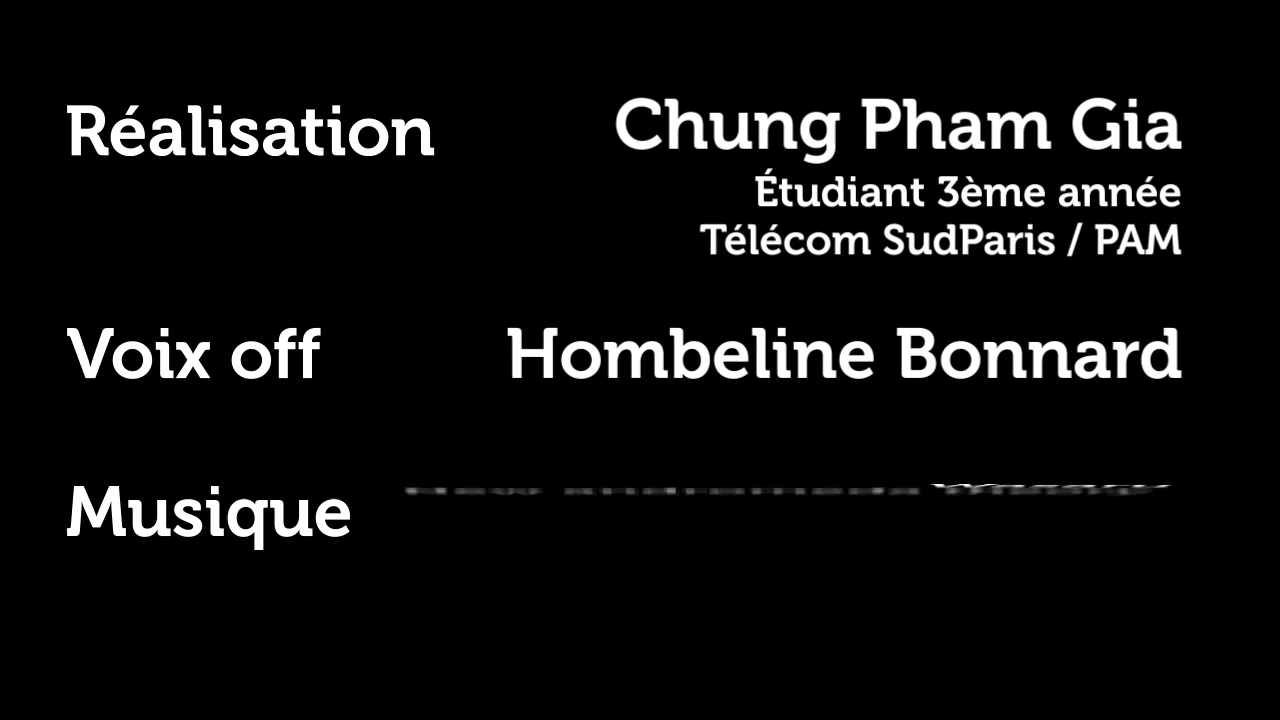 Réalisation
Chung Pham Gia
Étudiant 3ème année
Télécom SudParis / PAM
Voix off
Hombeline Bonnard
Musique